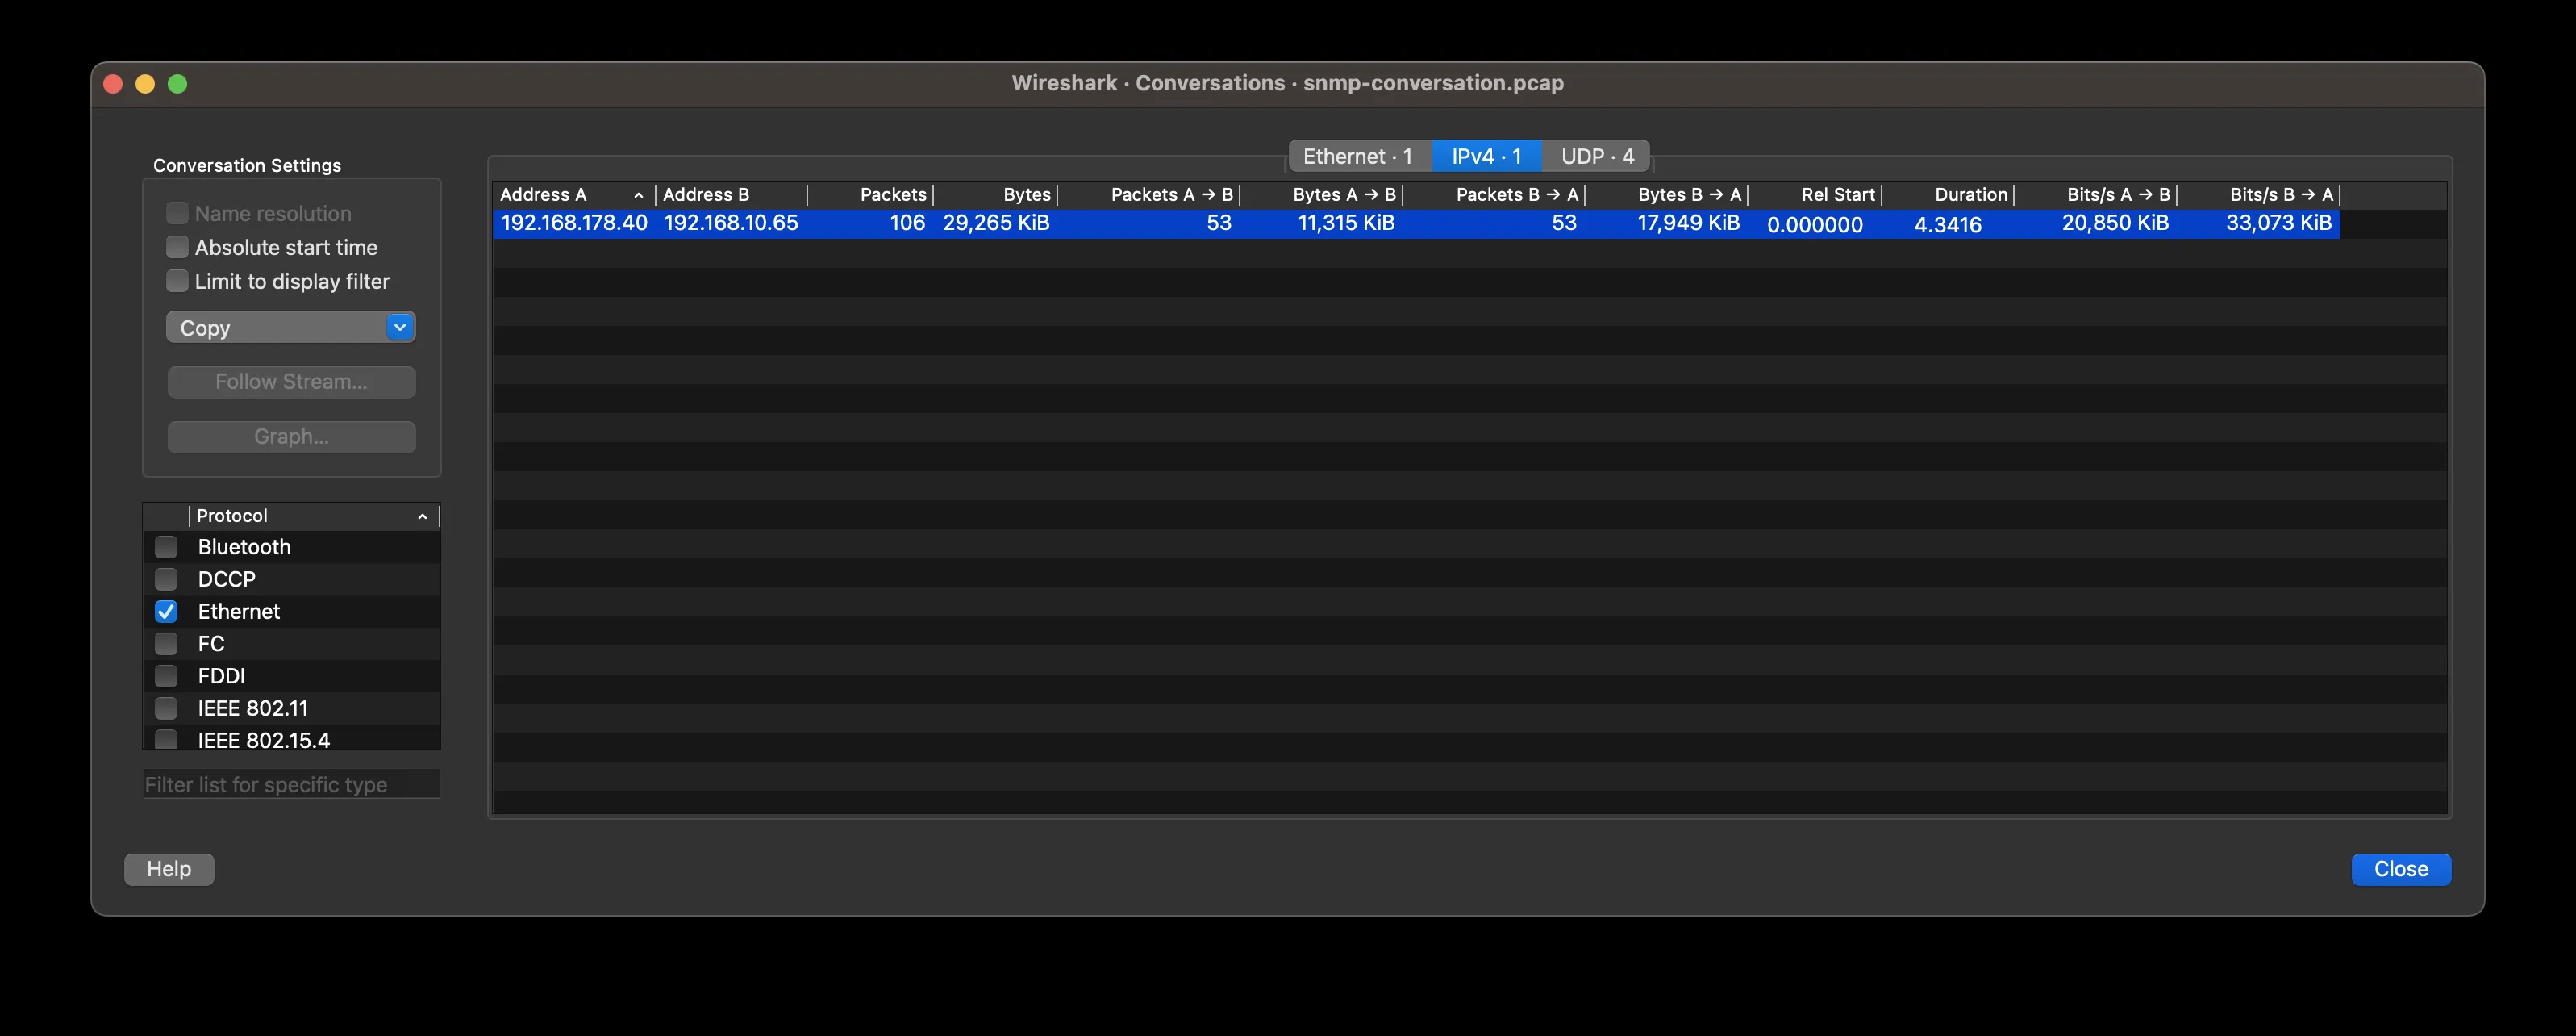 Wireshark · Conversations · snmp-conversation.pcap
Conversation Settings
Name resolution
Absolute start time
Limit to display filter
Copy
Follow Stream...
Graph...
Protocol
Bluetooth
DCCP
Ethernet
FC
FDDI
IEEE 802.11
IEEE 802.15.4
Filter list for specific type
Ethernet · 1 IPv4 · 1 UDP · 4
Address A Address B Packets Bytes Packets A → B Bytes A → B Packets B → A Bytes B → A Rel Start Duration Bits/s A → B Bits/s B → A
192.168.178.40 192.168.10.65 106 29,265 KiB 53 11,315 KiB 53 17,949 KiB 0.000000 4.3416 20,850 KiB 33,073 KiB
Help
Close